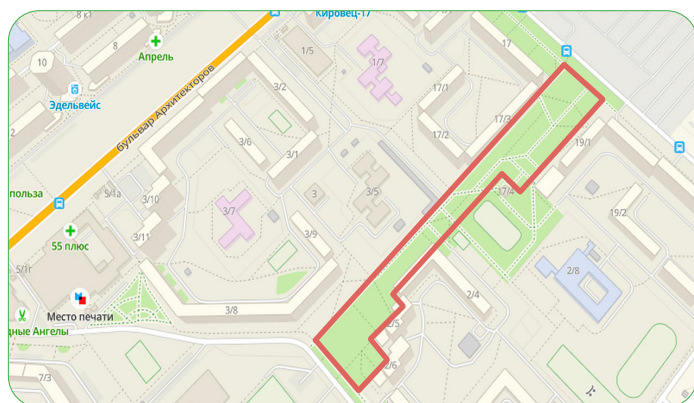 Кировец-17
8 к1
8
Апрель
10
Эдельвейс
2
бульвар Архитекторов
1/5
1/7
17
3/2
17/1
17/2
17/3
3/6
3/1
19/1
польза
5/1а
3/10
3
3/5
17/4
3/7
19/2
55 плюс
3/11
3/9
5/1г
2/8
Место печати
3/8
2/4
2/5
дные Ангелы
2/6
7/3